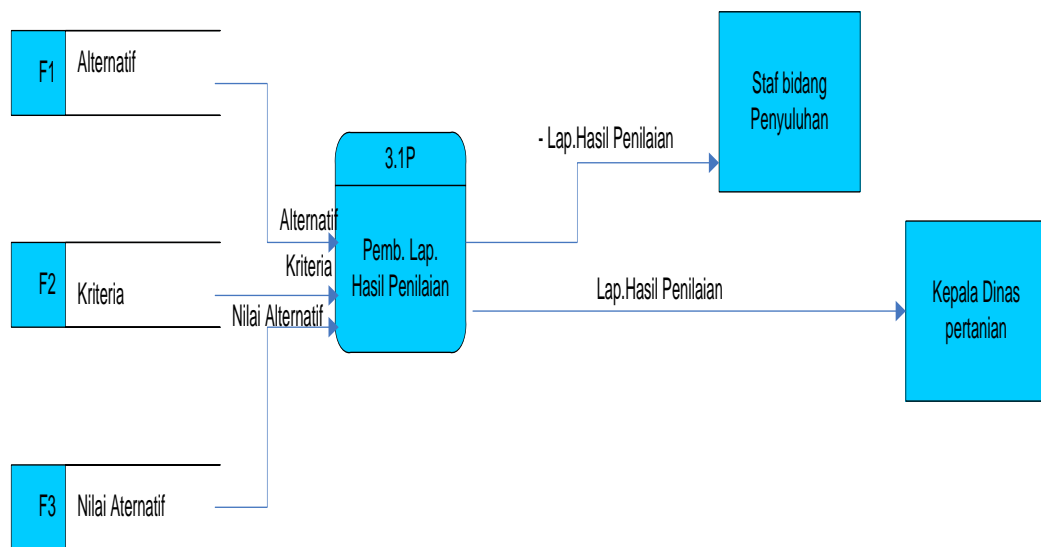 F1
Alternatif
Staf bidang
Penyuluhan
- Lap.Hasil Penilaian
3.1P
Alternatif
Pemb. Lap.
Hasil Penilaian
Kriteria
F2
Kriteria
Nilai Alternatif
Lap.Hasil Penilaian
Kepala Dinas
pertanian
F3
Nilai Aternatif